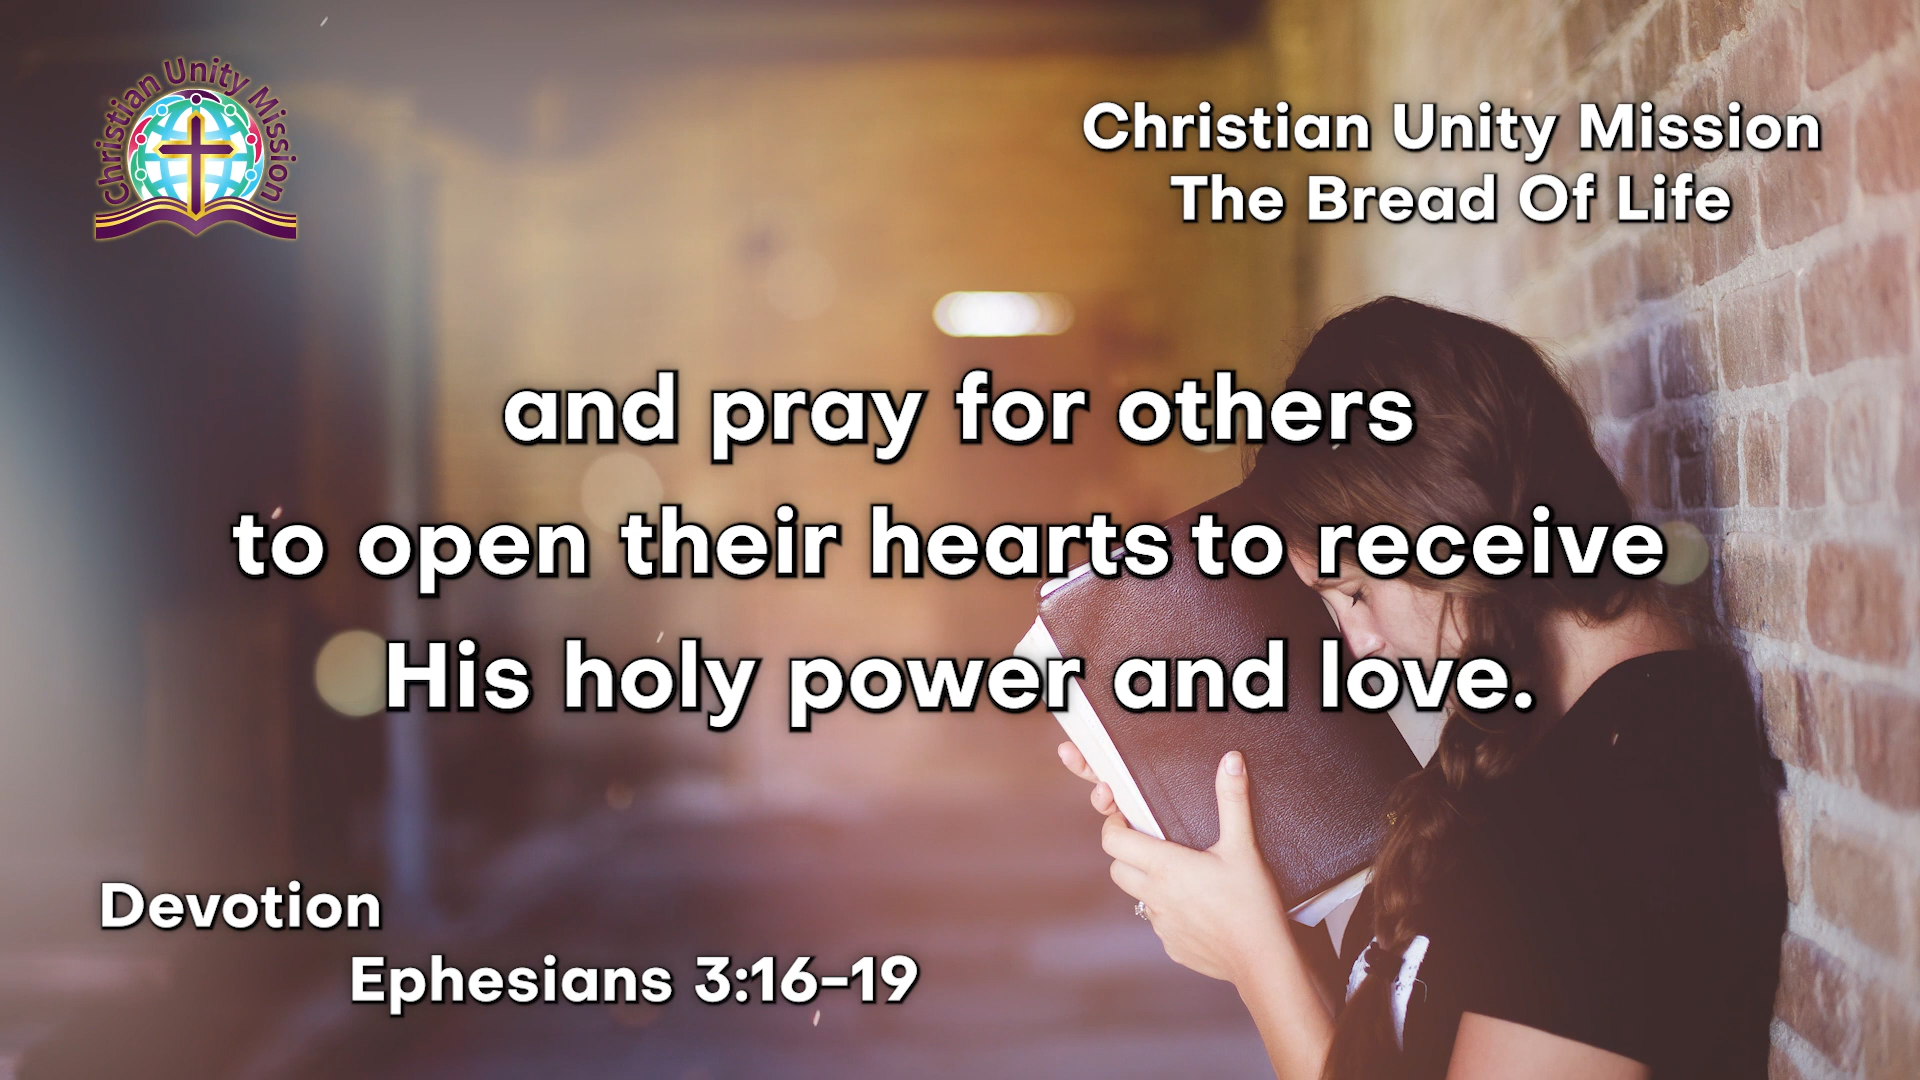 Christian Unity Mission
Christian Unity Mission
The Bread Of Life
and pray for others
to open their hearts to receive
His holy power and love.
Devotion
Ephesians 3:16-19